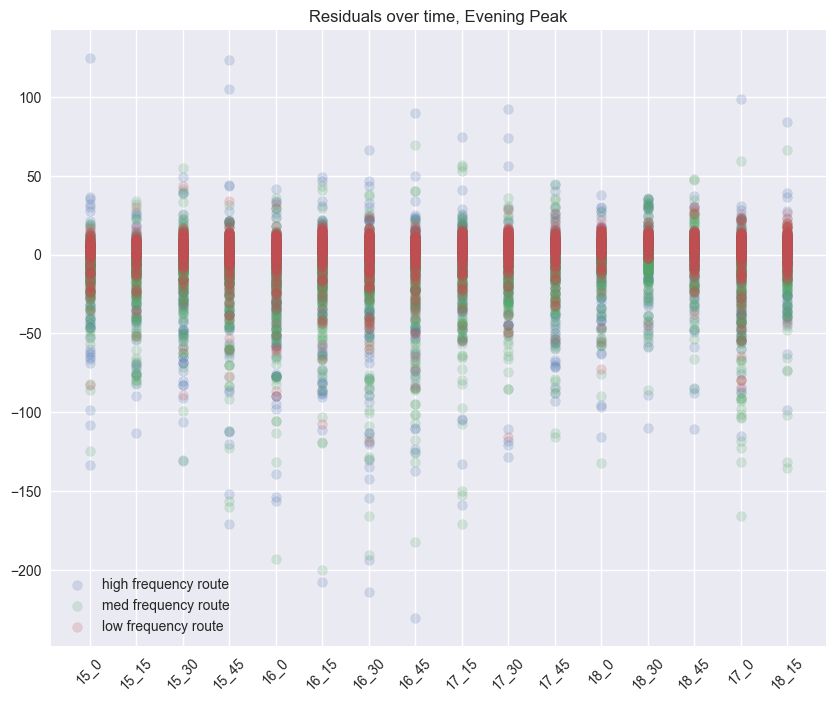 Residuals over time, Evening Peak
100
50
0
−50
−100
−150
−200
high frequency route
med frequency route
low frequency route
15_0 15_15 15_30 15_45 16_0 16_15 16_30 16_45 17_15 17_30 17_45 18_0 18_30 18_45 17_0 18_15